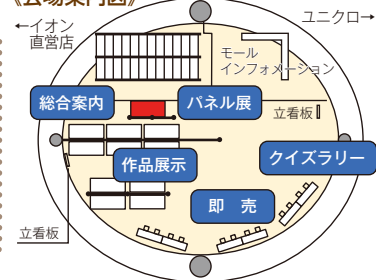 《会場案内図》
←イオン
直営店
ユニクロ→
モール
インフォメーション
総合案内
パネル展
立看板
作品展示
クイズラリー
即　売
立看板